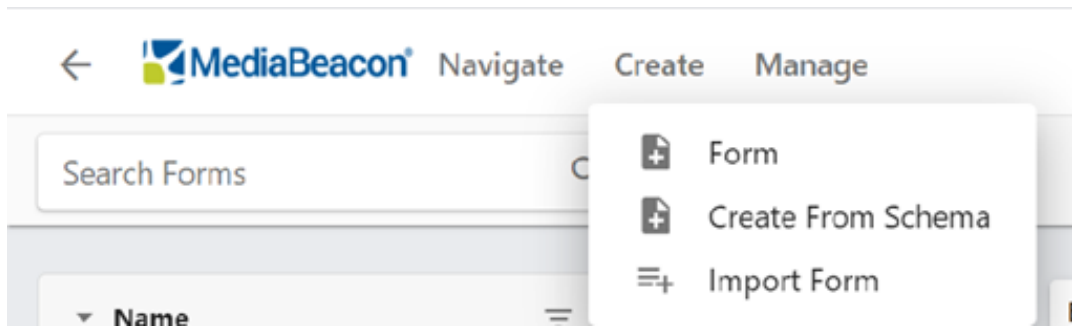 MediaBeacon® Navigate Create Manage
Search Forms
Form
Create From Schema
Import Form
Name